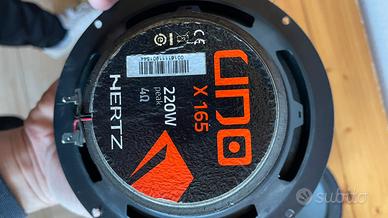 UNO
X 165
220W
peak
4Ω
HERTZ
subito